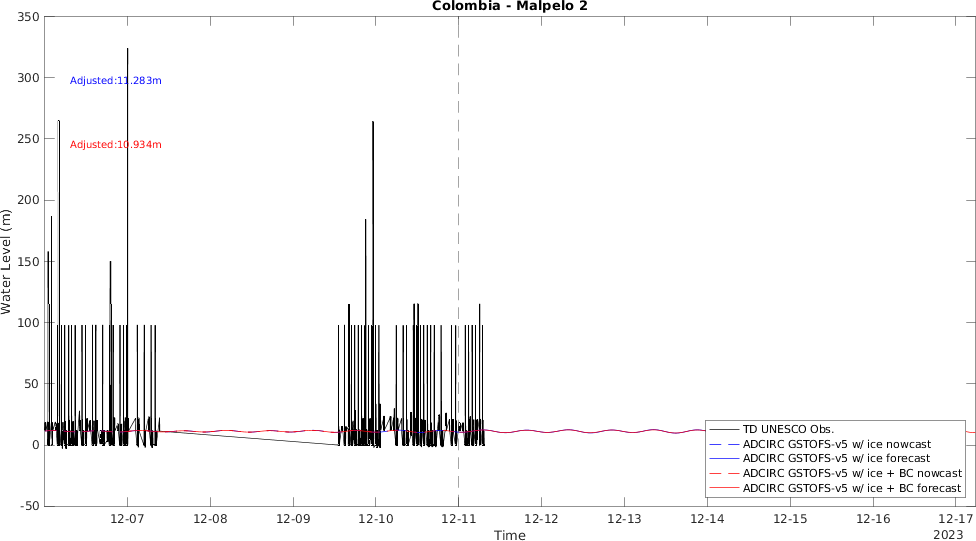 Colombia - Malpelo 2
350
300
250
200
150
100
50
0
-50
Water Level (m)
Adjusted:11.283m
Adjusted:10.934m
TD UNESCO Obs.
ADCIRC GSTOFS-v5 w/ ice nowcast
ADCIRC GSTOFS-v5 w/ ice forecast
ADCIRC GSTOFS-v5 w/ ice + BC nowcast
ADCIRC GSTOFS-v5 w/ ice + BC forecast
12-07 12-08 12-09 12-10 12-11 12-12 12-13 12-14 12-15 12-16 12-17
Time
2023